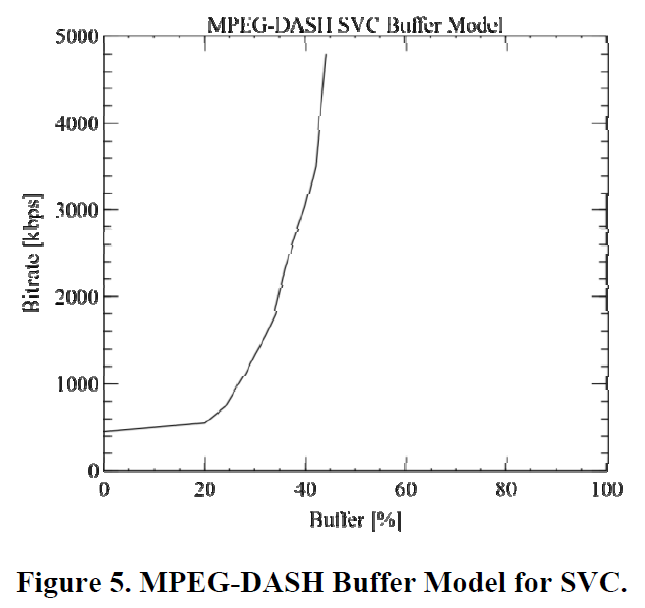 MPEG-DASH SVC Buffer Model
5000
4000
3000
2000
1000
0
Bitrate [kbps]
0 20 40 60 80 100
Buffer [%]
Figure 5. MPEG-DASH Buffer Model for SVC.